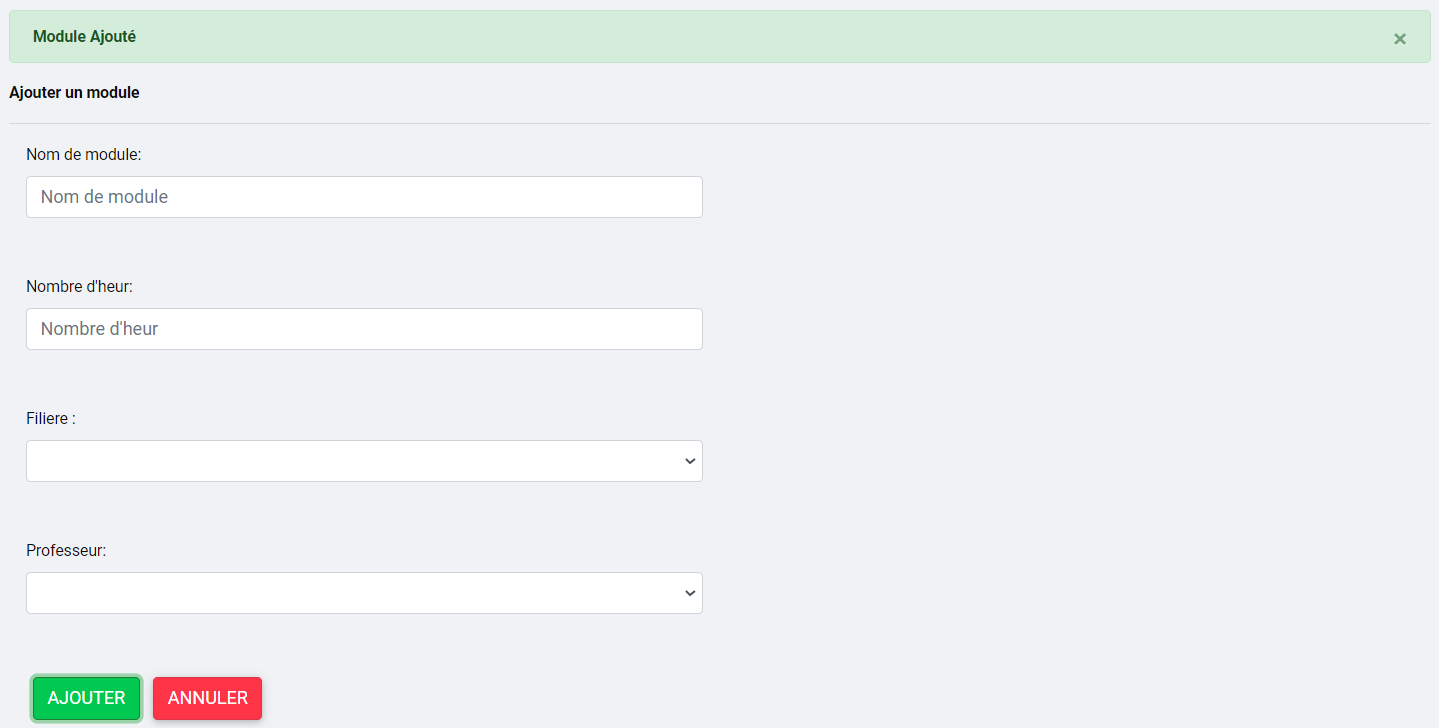 Module Ajouté ×
Ajouter un module
Nom de module:
Nom de module
Nombre d'heur:
Nombre d'heur
Filiere :
Professeur:
AJOUTER ANNULER